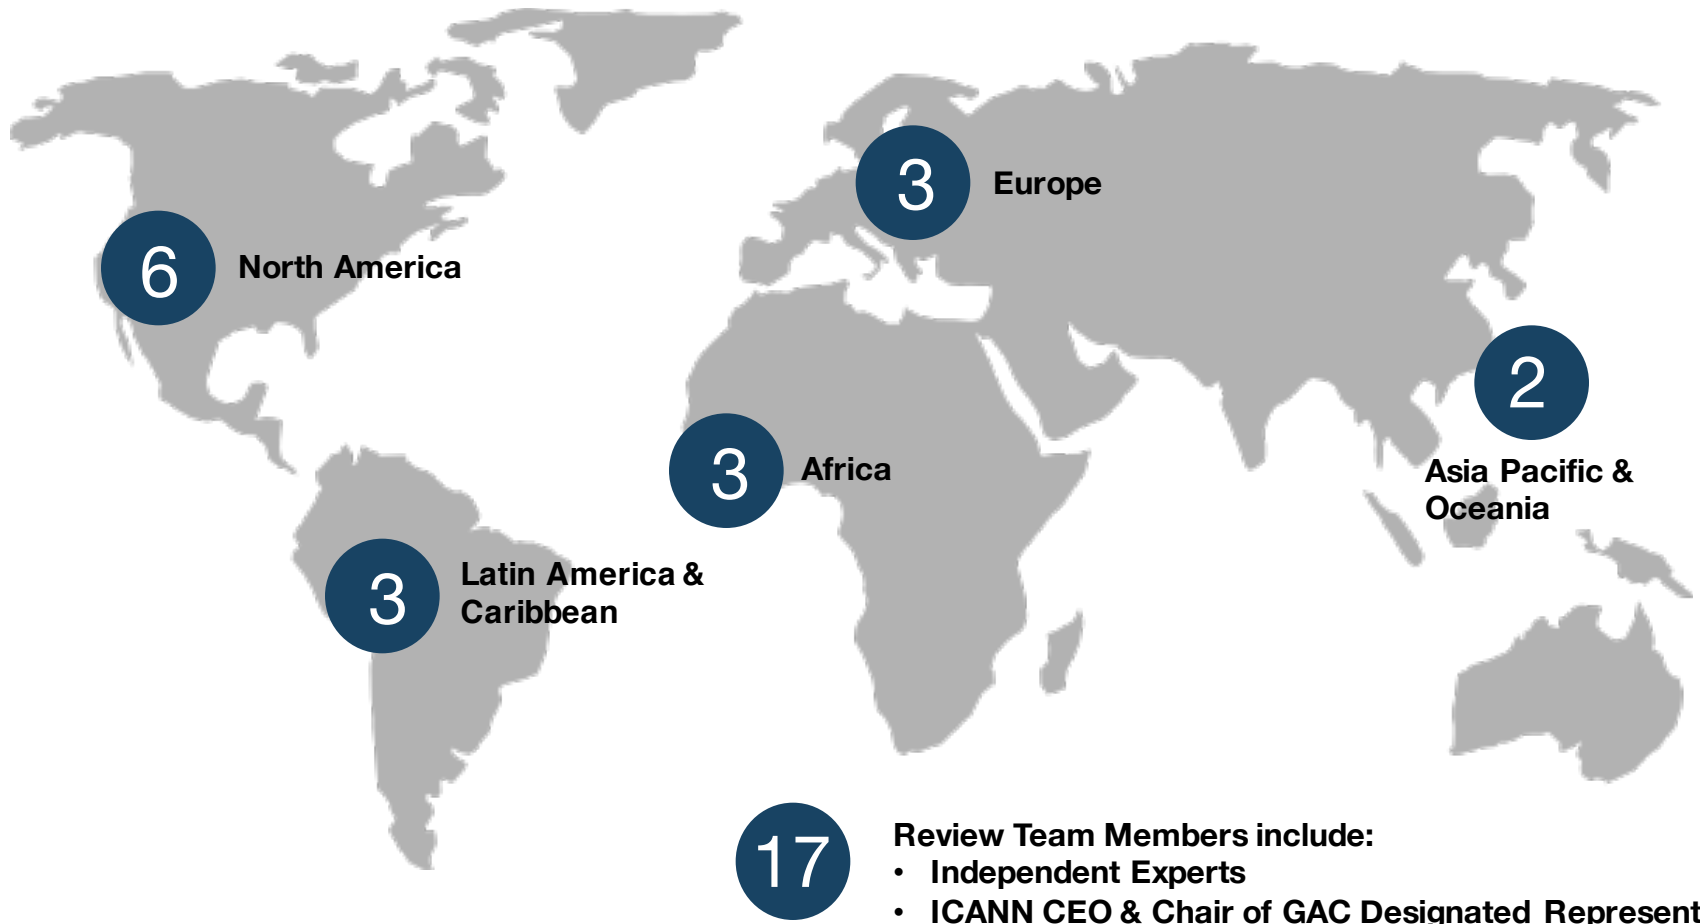 3
Europe
6
North America
2
Asia Pacific &
Oceania
3
Africa
3
Latin America &
Caribbean
17
Review Team Members include:
• Independent Experts
• ICANN CEO & Chair of GAC Designated Represent